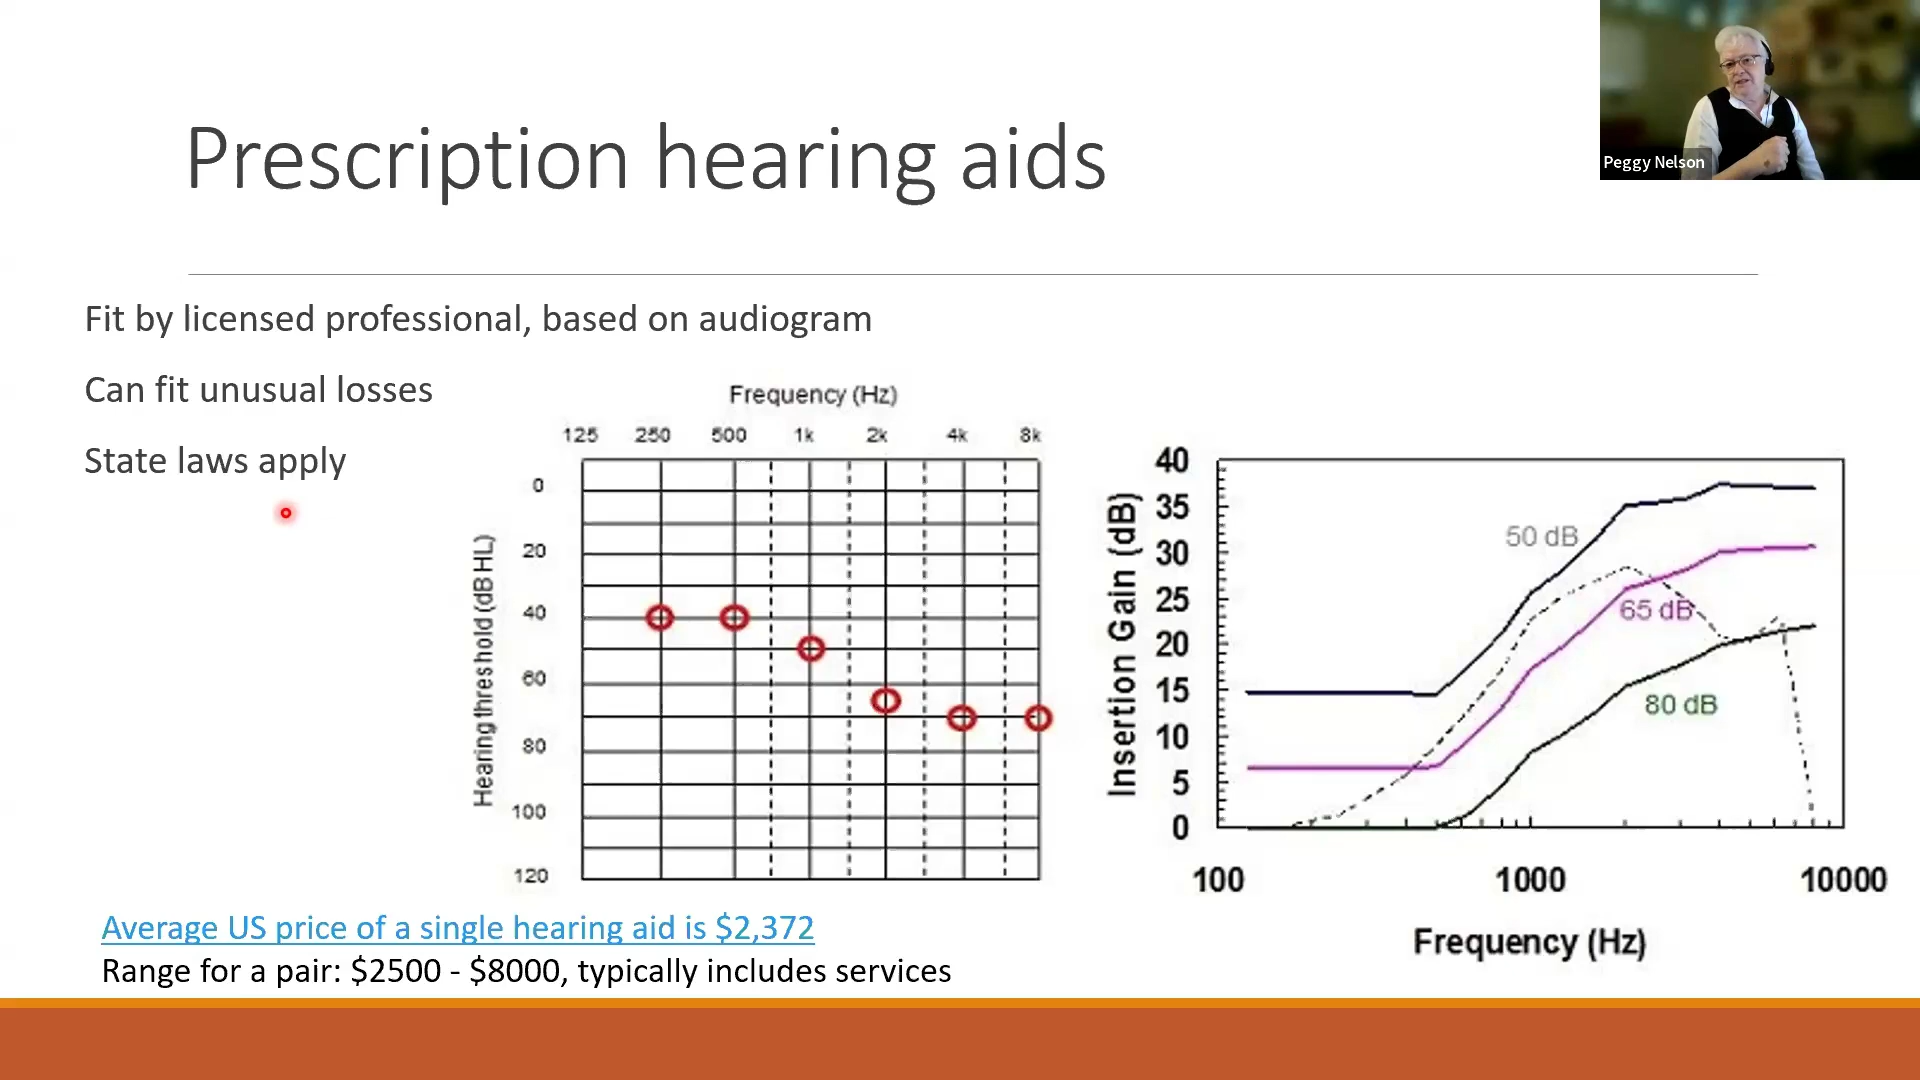 Peggy Nelson
Prescription hearing aids
Fit by licensed professional, based on audiogram
Can fit unusual losses
State laws apply
Frequency (Hz)
125 250 500 1k 2k 4k 8k
Hearing threshold (dB HL)
0
20
40
60
80
100
120
Insertion Gain (dB)
40
35
30
25
20
15
10
5
0
50 dB
65 dB
80 dB
100 1000 10000
Frequency (Hz)
Average US price of a single hearing aid is $2,372
Range for a pair: $2500 - $8000, typically includes services